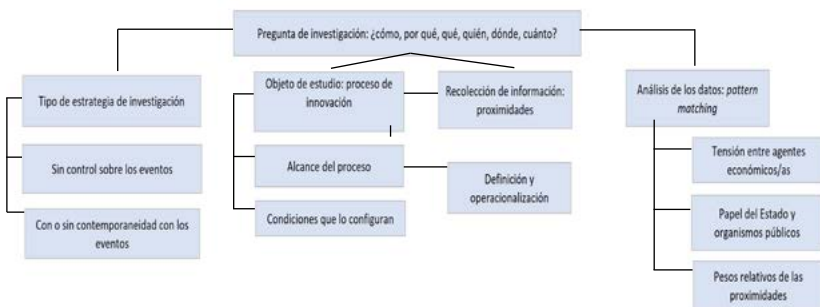 Pregunta de investigación: ¿cómo, por qué, qué, quién, dónde, cuánto?
Tipo de estrategia de investigación
Sin control sobre los eventos
Con o sin contemporaneidad con los
eventos
Objeto de estudio: proceso de
innovación
Alcance del proceso
Condiciones que lo configuran
Recolección de información:
proximidades
Definición y
operacionalización
Análisis de los datos: pattern
matching
Tensión entre agentes
económicos/as
Papel del Estado y
organismos públicos
Pesos relativos de las
proximidades